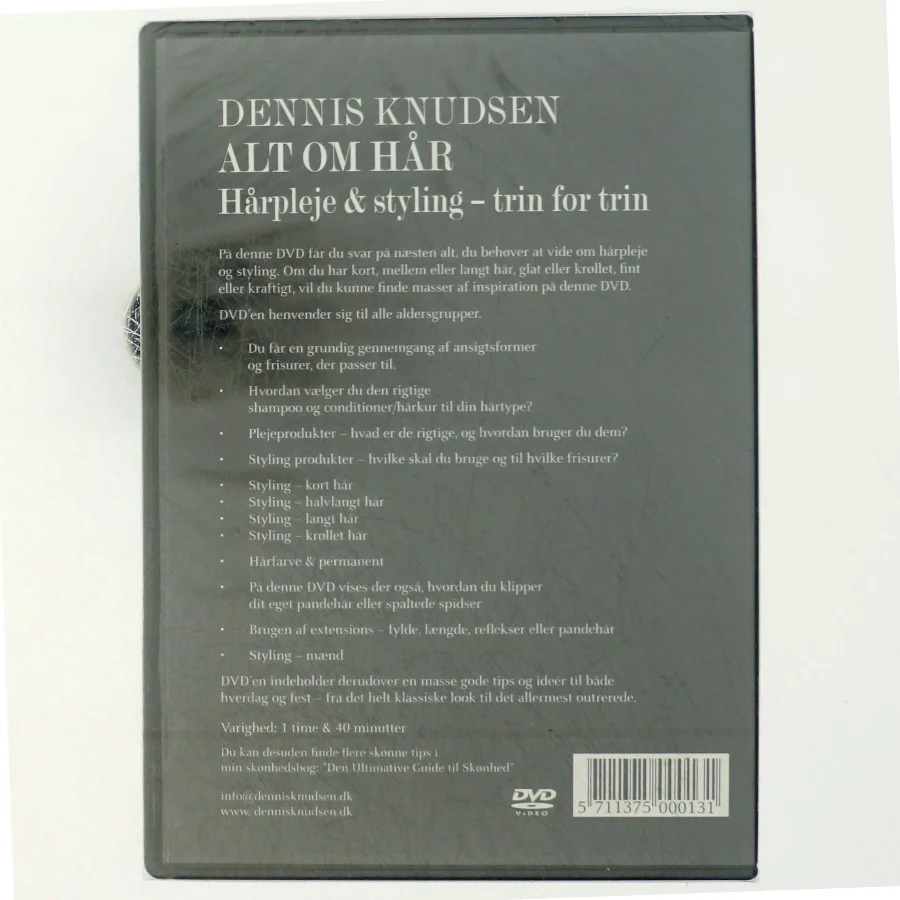 DENNIS KNUDSEN
ALT OM HÅR
Hårpleje & styling – trin for trin
På denne DVD får du svar på næsten alt, du behøver at vide om hårpleje
og styling. Om du har kort, mellem eller langt hår, glat eller krøllet, fint
eller kraftigt, vil du kunne finde masser af inspiration på denne DVD.
DVD'en henvender sig til alle aldersgrupper.
• Du får en grundig gennemgang af ansigtsformer
og frisurer, der passer til.
• Hvordan vælger du den rigtige
shampoo og conditioner/hårkur til din hårtype?
• Plejeprodukter – hvad er de rigtige, og hvordan bruger du dem?
• Styling produkter – hvilke skal du bruge og til hvilke frisurer?
• Styling – kort hår
• Styling – halvlangt hår
• Styling – langt hår
• Styling – krøllet hår
• Hårfarve & permanent
• På denne DVD vises der også, hvordan du klipper
dit eget pandehår eller spaltede spidser
• Brugen af extensions – fylde, længde, reflekser eller pandehår
• Styling – mænd
DVD'en indeholder derudover en masse gode tips og ideér til både
hverdag og fest – fra det helt klassiske look til det allermest outrerede.
Varighed: 1 time & 40 minutter
Du kan desuden finde flere skønne tips i
min skønhedsbog: "Den Ultimative Guide til Skønhed"
info@dennisknudsen.dk
www.dennisknudsen.dk
DVD
VIDEO
5 711375 000131